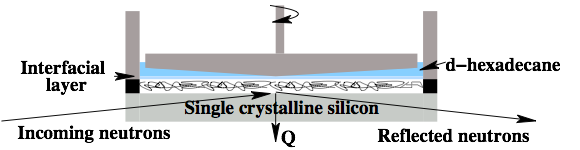 Interfacial
layer
d-hexadecane
Single crystalline silicon
Incoming neutrons
Q
Reflected neutrons